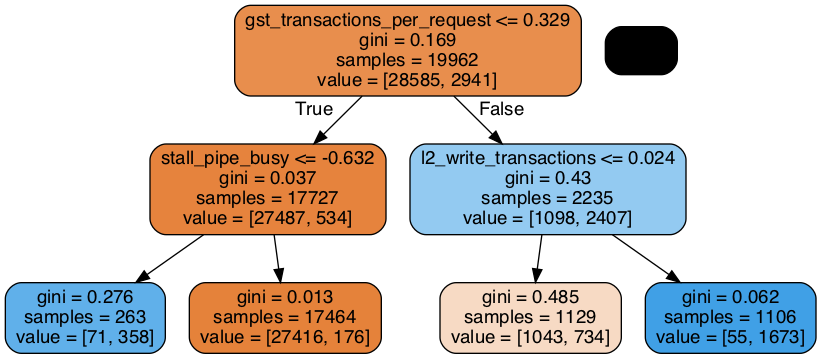 gst_transactions_per_request <= 0.329
gini = 0.169
samples = 19962
value = [28585, 2941]
True
False
stall_pipe_busy <= -0.632
gini = 0.037
samples = 17727
value = [27487, 534]
l2_write_transactions <= 0.024
gini = 0.43
samples = 2235
value = [1098, 2407]
gini = 0.276
samples = 263
value = [71, 358]
gini = 0.013
samples = 17464
value = [27416, 176]
gini = 0.485
samples = 1129
value = [1043, 734]
gini = 0.062
samples = 1106
value = [55, 1673]